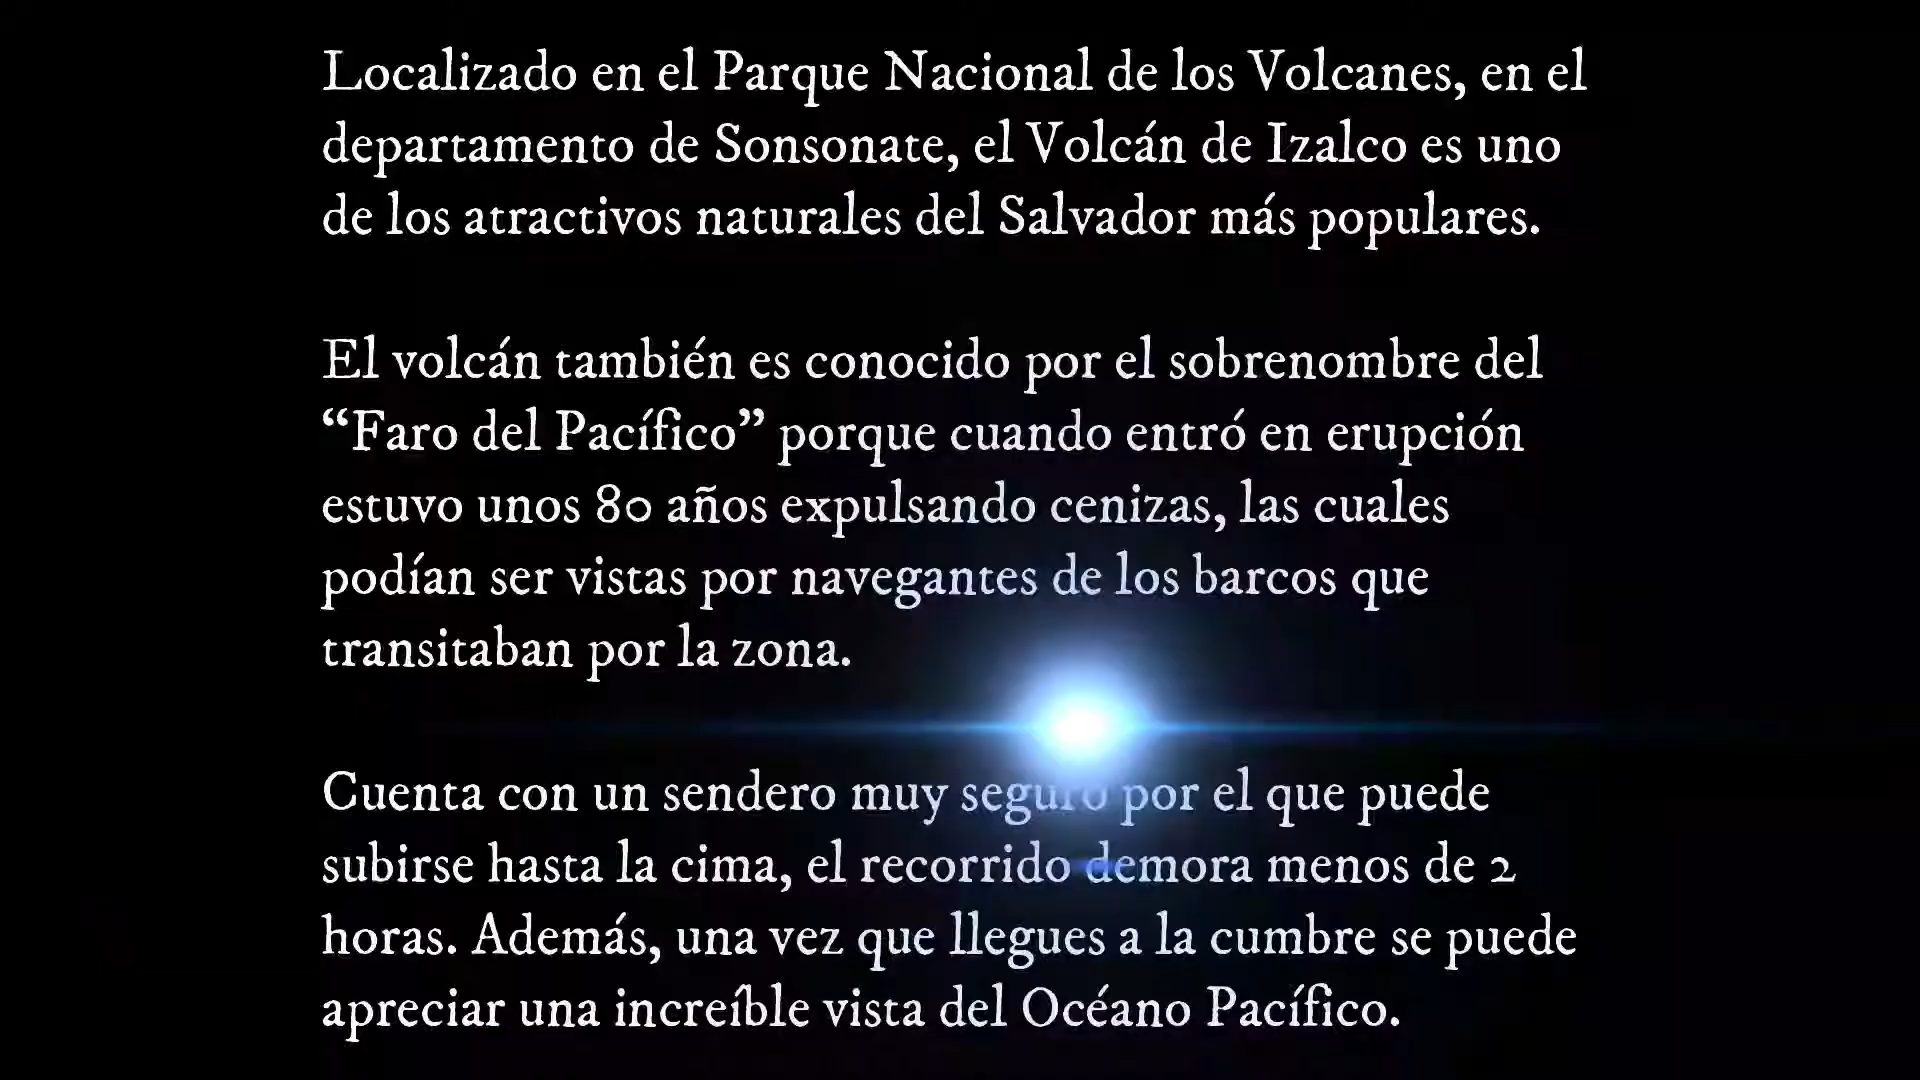 Localizado en el Parque Nacional de los Volcanes, en el
departamento de Sonsonate, el Volcán de Izalco es uno
de los atractivos naturales del Salvador más populares.
El volcán también es conocido por el sobrenombre del
“Faro del Pacífico” porque cuando entró en erupción
estuvo unos 80 años expulsando cenizas, las cuales
podían ser vistas por navegantes de los barcos que
transitaban por la zona.
Cuenta con un sendero muy seguro por el que puede
subirse hasta la cima, el recorrido demora menos de 2
horas. Además, una vez que llegues a la cumbre se puede
apreciar una increíble vista del Océano Pacífico.